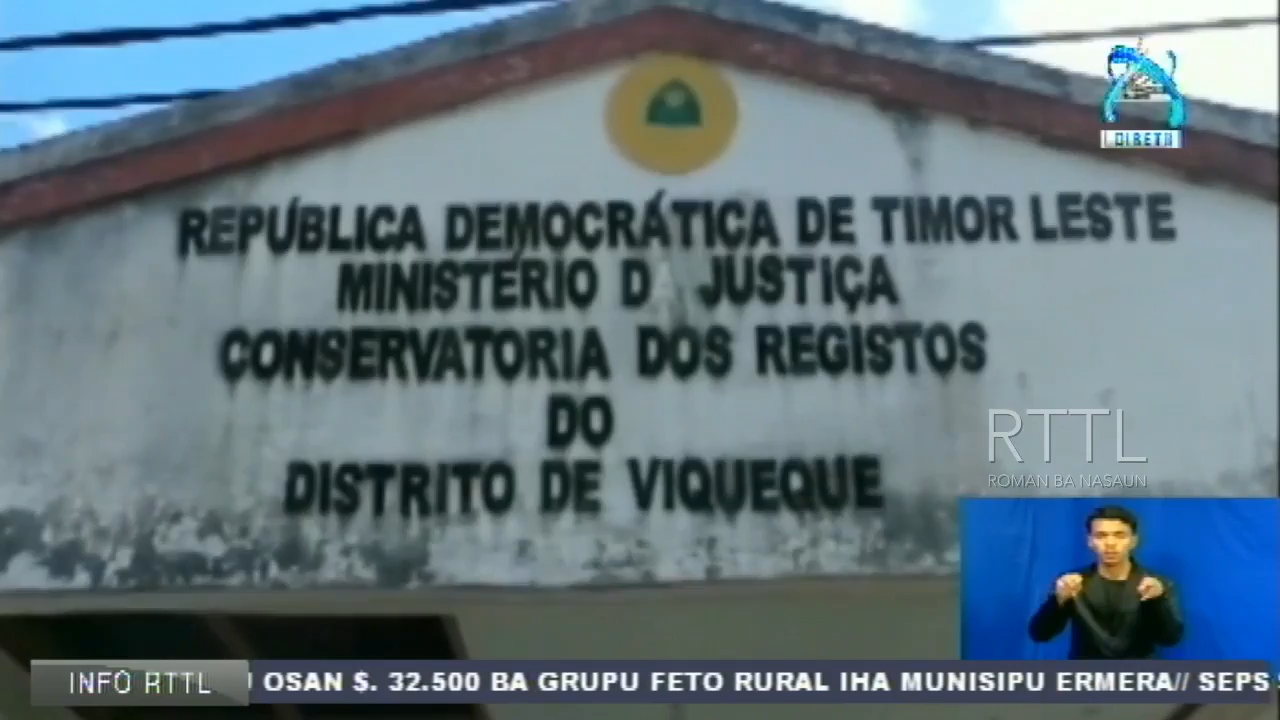 DIRETU
REPÚBLICA DEMOCRÁTICA DE TIMOR LESTE
MINISTÉRIO D JUSTIÇA
CONSERVATORIA DOS REGISTOS
DO
DISTRITO DE VIQUEQUE
RTTL
ROMAN BA NASAUN
INFO RTTL
OSAN $. 32.500 BA GRUPU FETO RURAL IHA MUNISIPU ERMERA// SEPS